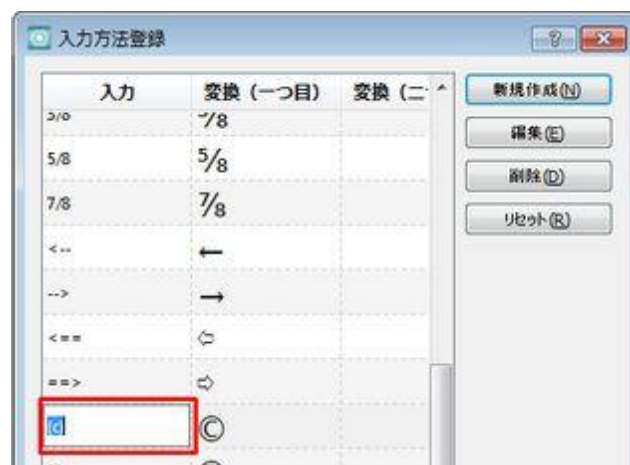 入力方法登録
入力 変換 (一つ目) 変換 (二
新規作成(N)
編集(E)
削除(D)
リセット(R)
5/8 ⅝
7/8 ⅞
<-- ←
--> →
<== ⇦
==> ⇨
©